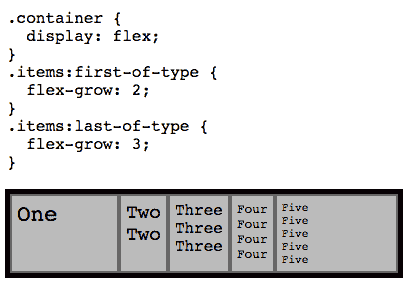 .container {
  display: flex;
}
.items:first-of-type {
  flex-grow: 2;
}
.items:last-of-type {
  flex-grow: 3;
}
One
Two
Two
Three
Three
Three
Four
Four
Four
Four
Five
Five
Five
Five
Five